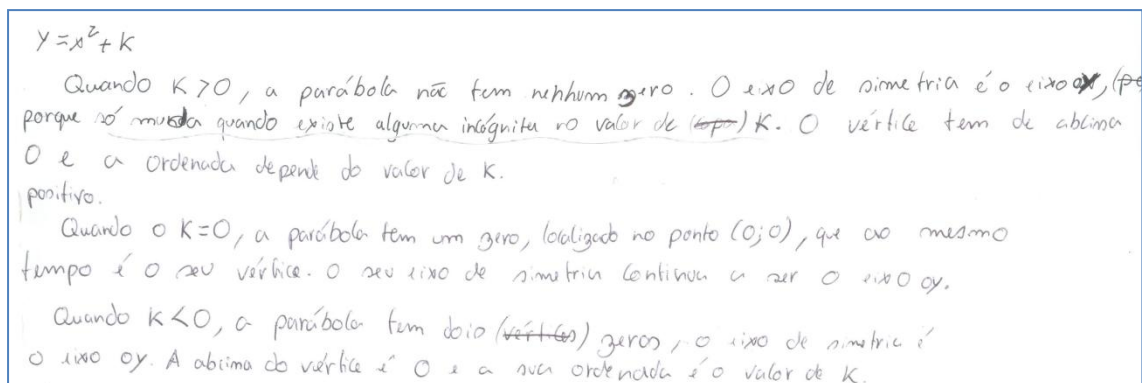 y = x² + K
Quando K > 0, a parábola não tem nenhum zero. O eixo de simetria é o eixo oy,
porque só muda quando existe alguma incógnita no valor de K. O vértice tem de abcissa
0 e a ordenada depende do valor de K.
positivo.
Quando o K=0, a parábola tem um zero, localizado no ponto (0;0), que ao mesmo
tempo é o seu vértice. O seu eixo de simetria continua a ser o eixo oy.
Quando K<0, a parábola tem dois (vértices) zeros, o eixo de simetria é
o eixo oy. A abcissa do vértice é 0 e a sua ordenada é o valor de K.